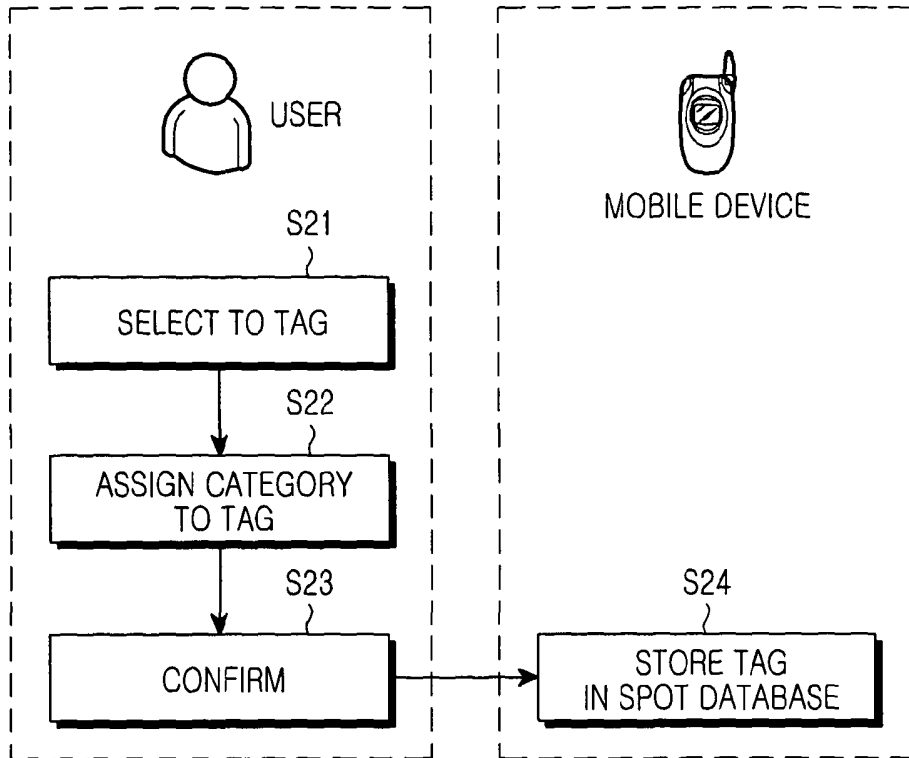 USER
MOBILE DEVICE
S21
SELECT TO TAG
S22
ASSIGN CATEGORY
TO TAG
S23
CONFIRM
S24
STORE TAG
IN SPOT DATABASE